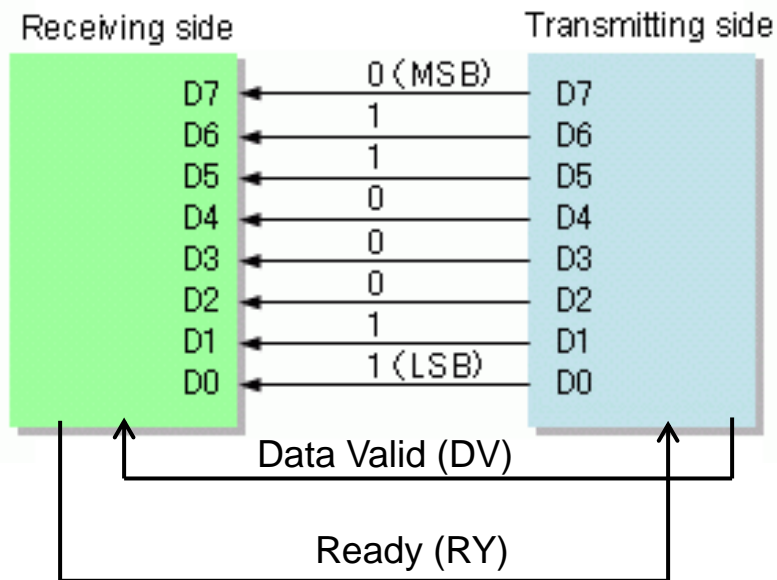 Receiving side
Transmitting side
0 (MSB)
D7
D7
1
D6
D6
1
D5
D5
0
D4
D4
0
D3
D3
0
D2
D2
1
D1
D1
1 (LSB)
D0
D0
Data Valid (DV)
Ready (RY)